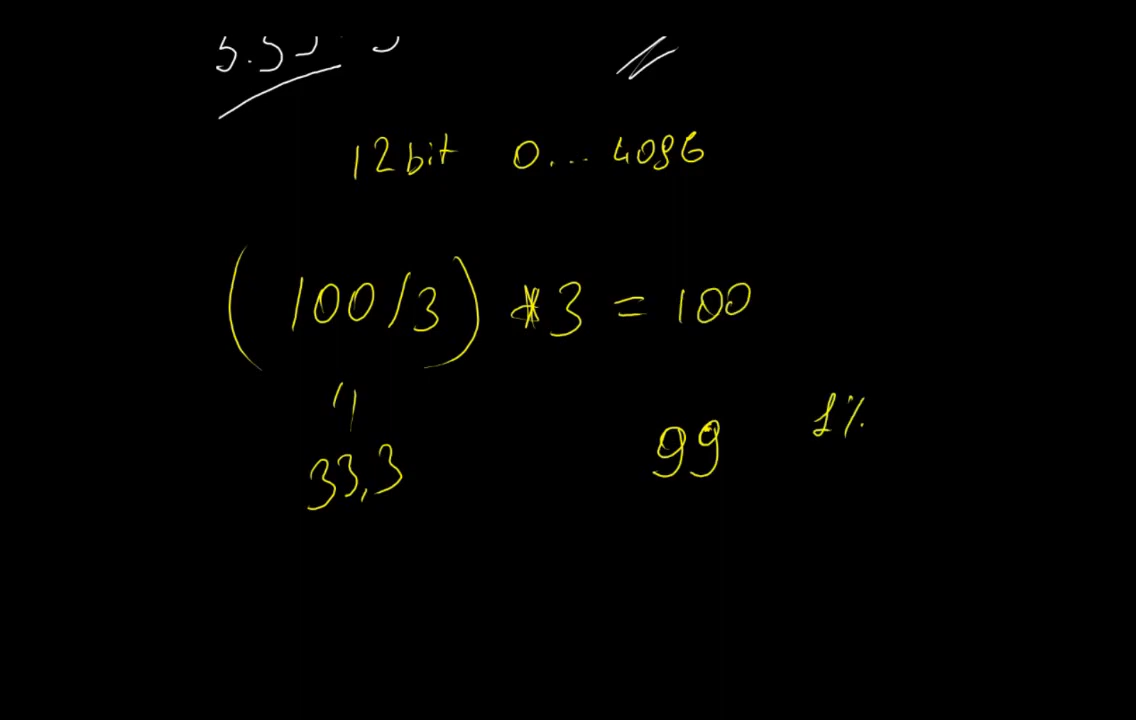 12bit 0... 4096
(100/3) * 3 = 100
33,3 99 1%